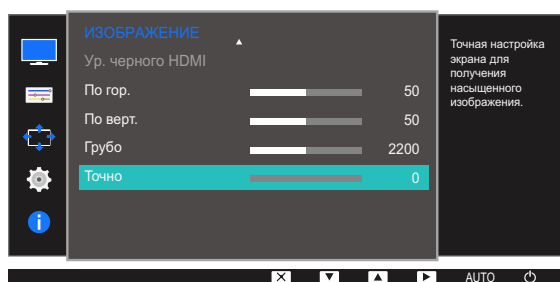 ИЗОБРАЖЕНИЕ
Ур. черного HDMI
По гор. 50
По верт. 50
Грубо 2200
Точно 0
Точная настройка
экрана для
получения
насыщенного
изображения.
AUTO